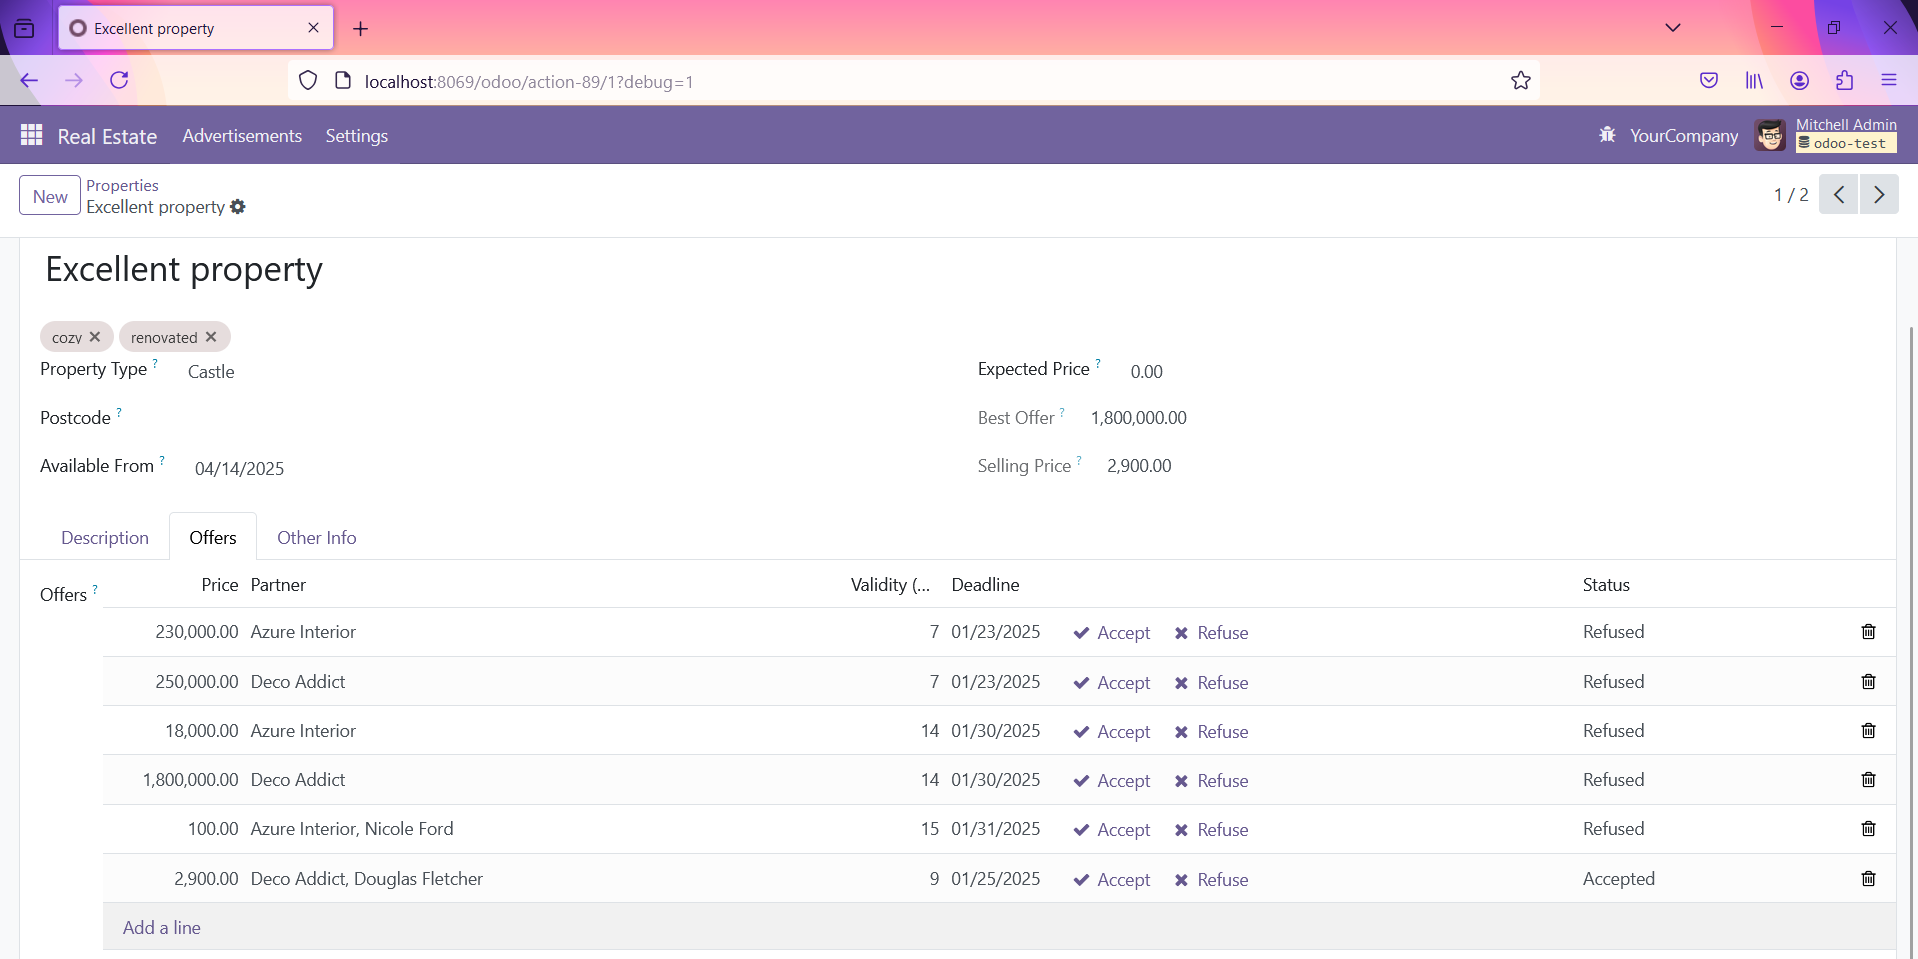 Excellent property
localhost:8069/odoo/action-89/1?debug=1
Real Estate Advertisements Settings YourCompany Mitchell Admin
odoo-test
New Properties
Excellent property 1 / 2
Excellent property
cozy renovated
Property Type ? Castle Expected Price ? 0.00
Postcode ? Best Offer ? 1,800,000.00
Available From ? 04/14/2025 Selling Price ? 2,900.00
Description Offers Other Info
Offers ? Price Partner Validity (... Deadline Status
230,000.00 Azure Interior 7 01/23/2025 Accept Refuse Refused
250,000.00 Deco Addict 7 01/23/2025 Accept Refuse Refused
18,000.00 Azure Interior 14 01/30/2025 Accept Refuse Refused
1,800,000.00 Deco Addict 14 01/30/2025 Accept Refuse Refused
100.00 Azure Interior, Nicole Ford 15 01/31/2025 Accept Refuse Refused
2,900.00 Deco Addict, Douglas Fletcher 9 01/25/2025 Accept Refuse Accepted
Add a line